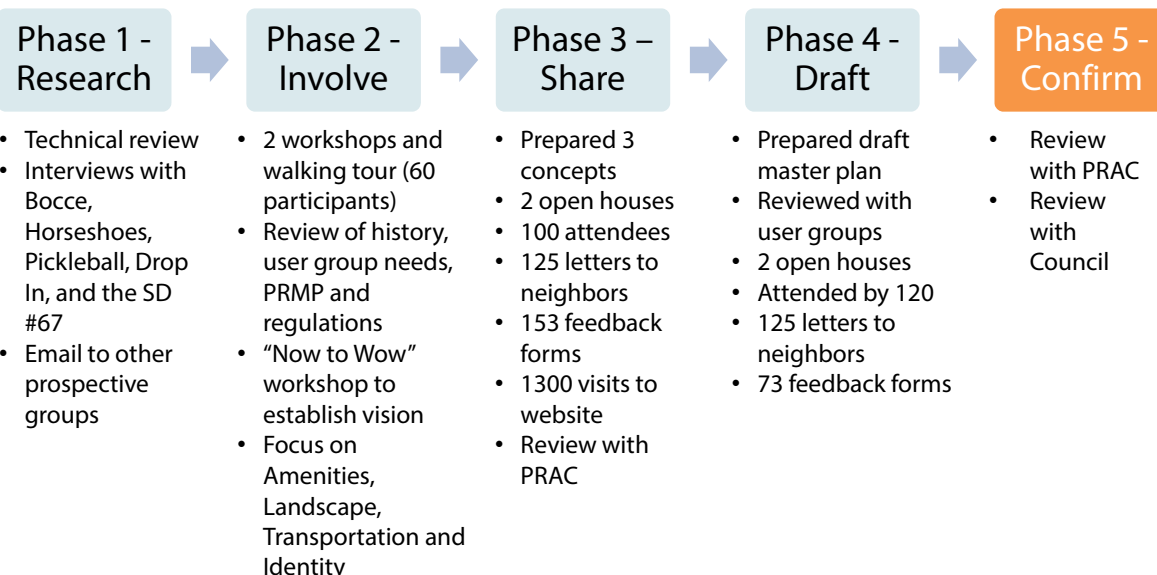 Phase 1 -
Research
• Technical review
• Interviews with
Bocce,
Horseshoes,
Pickleball, Drop
In, and the SD
#67
• Email to other
prospective
groups
Phase 2 -
Involve
• 2 workshops and
walking tour (60
participants)
• Review of history,
user group needs,
PRMP and
regulations
• “Now to Wow”
workshop to
establish vision
• Focus on
Amenities,
Landscape,
Transportation and
Identity
Phase 3 –
Share
• Prepared 3
concepts
• 2 open houses
• 100 attendees
• 125 letters to
neighbors
• 153 feedback
forms
• 1300 visits to
website
• Review with
PRAC
Phase 4 -
Draft
• Prepared draft
master plan
• Reviewed with
user groups
• 2 open houses
• Attended by 120
• 125 letters to
neighbors
• 73 feedback forms
Phase 5 -
Confirm
• Review
with PRAC
• Review
with
Council